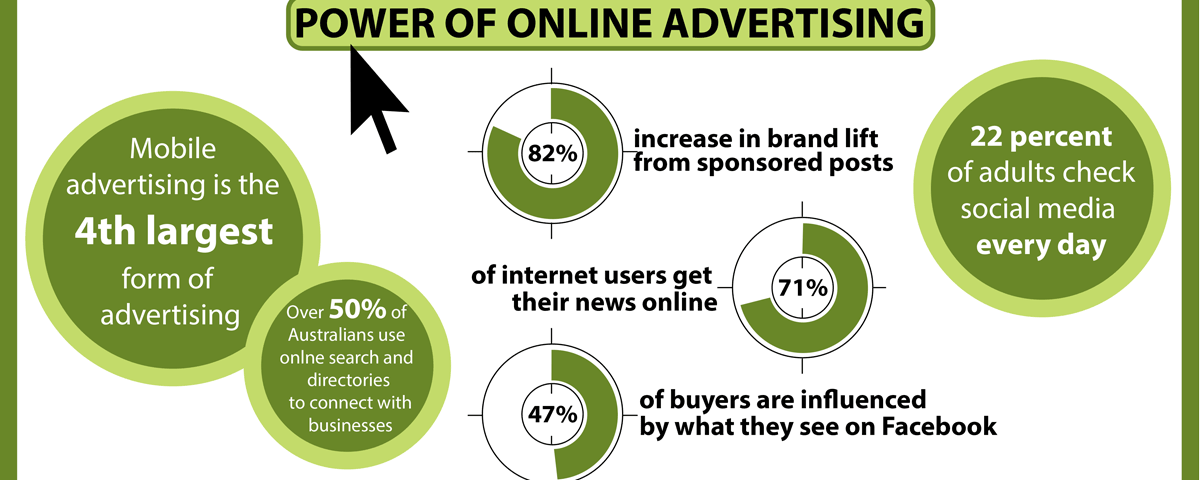 POWER OF ONLINE ADVERTISING
Mobile
advertising is the
4th largest
form of
advertising
Over 50% of
Australians use
onlne search and
directories
to connect with
businesses
82%
increase in brand lift
from sponsored posts
of internet users get
their news online
71%
47%
of buyers are influenced
by what they see on Facebook
22 percent
of adults check
social media
every day